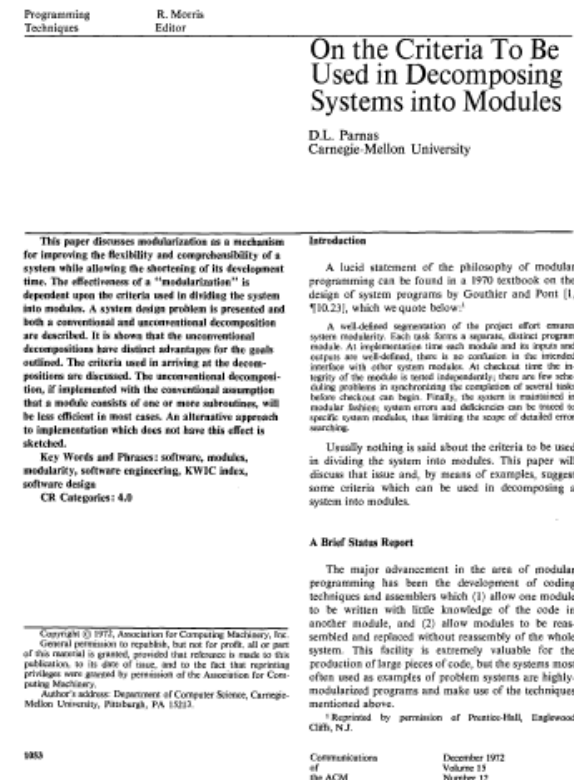 Programming
Techniques
R. Morris
Editor
On the Criteria To Be
Used in Decomposing
Systems into Modules
D.L. Parnas
Carnegie-Mellon University
This paper discusses modularization as a mechanism
for improving the flexibility and comprehensibility of a
system while allowing the shortening of its development
time. The effectiveness of a "modularization" is
dependent upon the criteria used in dividing the system
into modules. A system design problem is presented and
both a conventional and unconventional decomposition
are described. It is shown that the unconventional
decompositions have distinct advantages for the goals
outlined. The criteria used in arriving at the decom-
positions are discussed. The unconventional decomposi-
tion, if implemented with the conventional assumption
that a module consists of one or more subroutines, will
be less efficient in most cases. An alternative approach
to implementation which does not have this effect is
sketched.
Key Words and Phrases: software, modules,
modularity, software engineering, KWIC index,
software design
CR Categories: 4.0
Copyright © 1972, Association for Computing Machinery, Inc.
General permission to republish, but not for profit, all or part
of this material is granted, provided that reference is made to this
publication, to its date of issue, and to the fact that reprinting
privileges were granted by permission of the Association for Com-
puting Machinery.
Author's address: Department of Computer Science, Carnegie-
Mellon University, Pittsburgh, PA 15213.
1053
Introduction
A lucid statement of the philosophy of modular
programming can be found in a 1970 textbook on the
design of system programs by Gouthier and Pont [1,
¶10.23], which we quote below:¹
A well-defined segmentation of the project effort ensures
system modularity. Each task forms a separate, distinct program
module. At implementation time each module and its inputs and
outputs are well-defined, there is no confusion in the intended
interface with other system modules. At checkout time the in-
tegrity of the module is tested independently; there are few sche-
duling problems in synchronizing the completion of several tasks
before checkout can begin. Finally, the system is maintained in
modular fashion; system errors and deficiencies can be traced to
specific system modules, thus limiting the scope of detailed error
searching.
Usually nothing is said about the criteria to be used
in dividing the system into modules. This paper will
discuss that issue and, by means of examples, suggest
some criteria which can be used in decomposing a
system into modules.
A Brief Status Report
The major advancement in the area of modular
programming has been the development of coding
techniques and assemblers which (1) allow one module
to be written with little knowledge of the code in
another module, and (2) allow modules to be reas-
sembled and replaced without reassembly of the whole
system. This facility is extremely valuable for the
production of large pieces of code, but the systems most
often used as examples of problem systems are highly-
modularized programs and make use of the techniques
mentioned above.
¹ Reprinted by permission of Prentice-Hall, Englewood
Cliffs, N.J.
Communications
of
the ACM
December 1972
Volume 15
Number 12